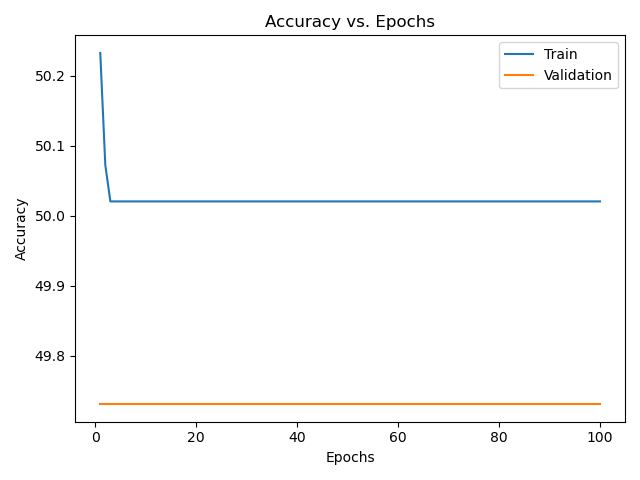 Accuracy vs. Epochs
Train
Validation
50.2
50.1
50.0
49.9
49.8
Accuracy
0
20
40
60
80
100
Epochs